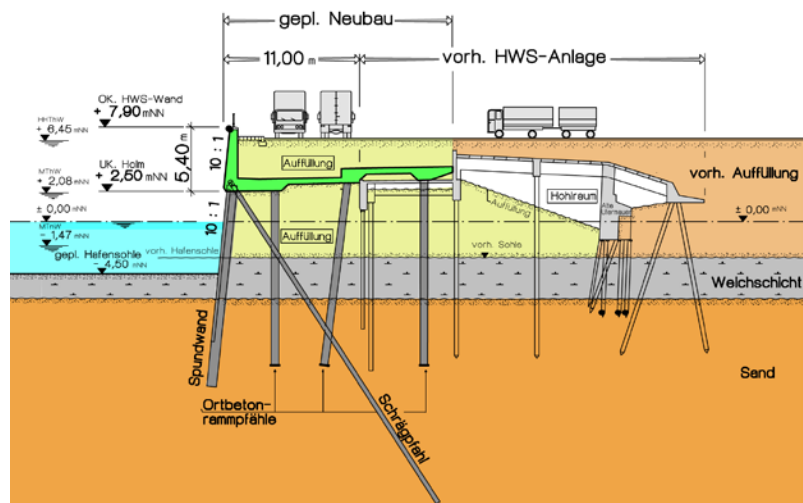 gepl. Neubau
11,00 m
vorh. HWS-Anlage
OK. HWS-Wand
+ 7,90 mNN
HHThW
+ 6,45 mNN
5,40 m
10 : 1
Auffüllung
vorh. Auffüllung
UK. Holm
+ 2,50 mNN
MThW
+ 2,08 mNN
Hohlraum
Alte
Ufermauer
Auffüllung
± 0,00 mNN
± 0,00 mNN
10 : 1
Auffüllung
MTnW
- 1,47 mNN
gepl. Hafensohle
vorh. Hafensohle
vorh. Sohle
- 4,50 mNN
Weichschicht
Spundwand
Sand
Ortbeton-
rammpfähle
Schrägpfahl